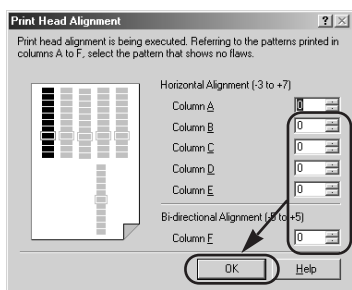 Print Head Alignment
Print head alignment is being executed. Referring to the patterns printed in
columns A to F, select the pattern that shows no flaws.
Horizontal Alignment (-3 to +7)
Column A 0
Column B 0
Column C 0
Column D 0
Column E 0
Bi-directional Alignment (-5 to +5)
Column F 0
OK Help